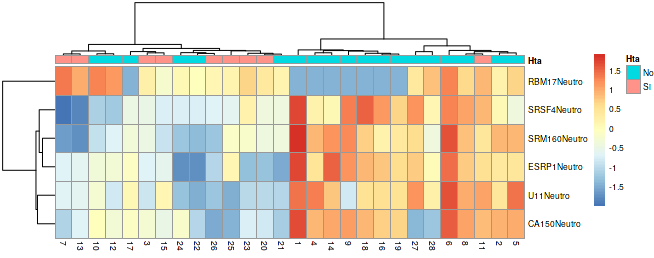 Hta
RBM17Neutro
SRSF4Neutro
SRM160Neutro
ESRP1Neutro
U11Neutro
CA150Neutro
7 13 10 12 17 3 15 24 22 26 25 23 20 21 1 4 14 9 18 16 19 27 28 6 8 11 2 5
1.5
1
0.5
0
-0.5
-1
-1.5
Hta
No
SI